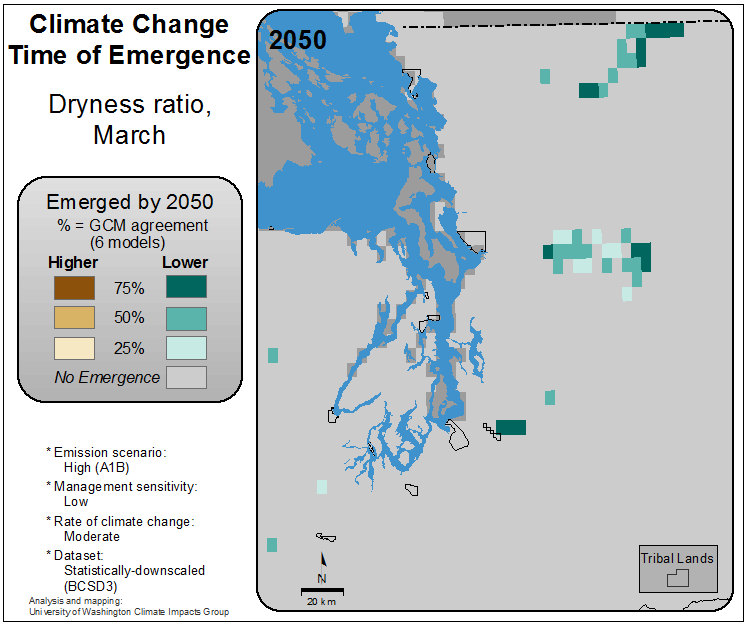 Climate Change
Time of Emergence
Dryness ratio,
March
Emerged by 2050
% = GCM agreement
(6 models)
Higher Lower
75%
50%
25%
No Emergence
* Emission scenario:
High (A1B)
* Management sensitivity:
Low
* Rate of climate change:
Moderate
* Dataset:
Statistically-downscaled
(BCSD3)
Analysis and mapping:
University of Washington Climate Impacts Group
2050
N
20 km
Tribal Lands